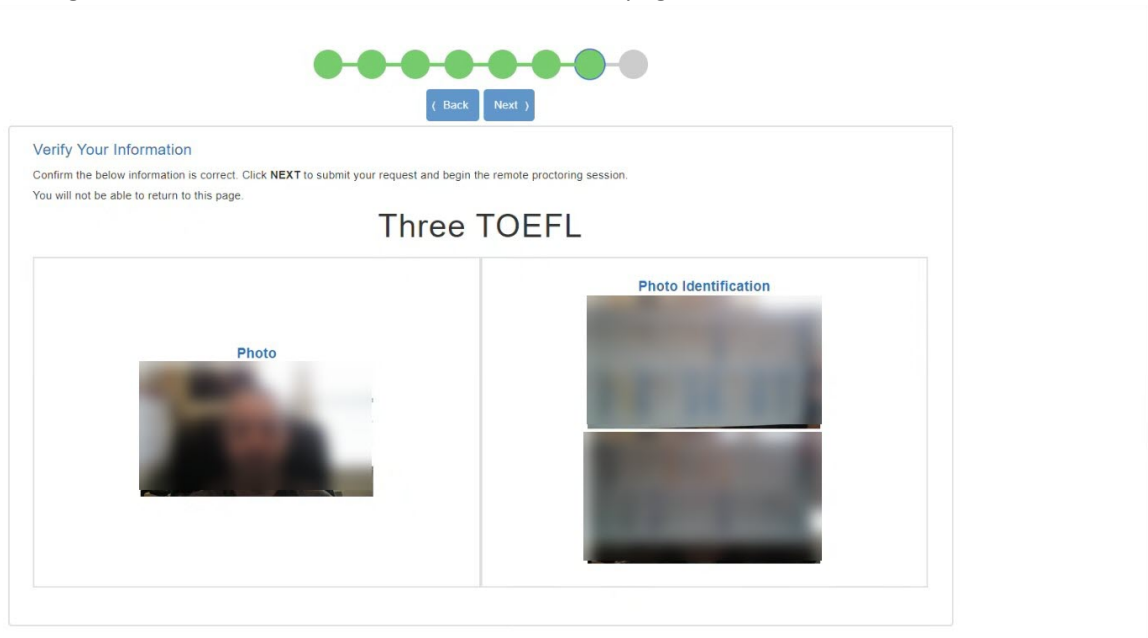 ( Back
Next )
Verify Your Information
Confirm the below information is correct. Click NEXT to submit your request and begin the remote proctoring session.
You will not be able to return to this page.
Three TOEFL
Photo Identification
Photo